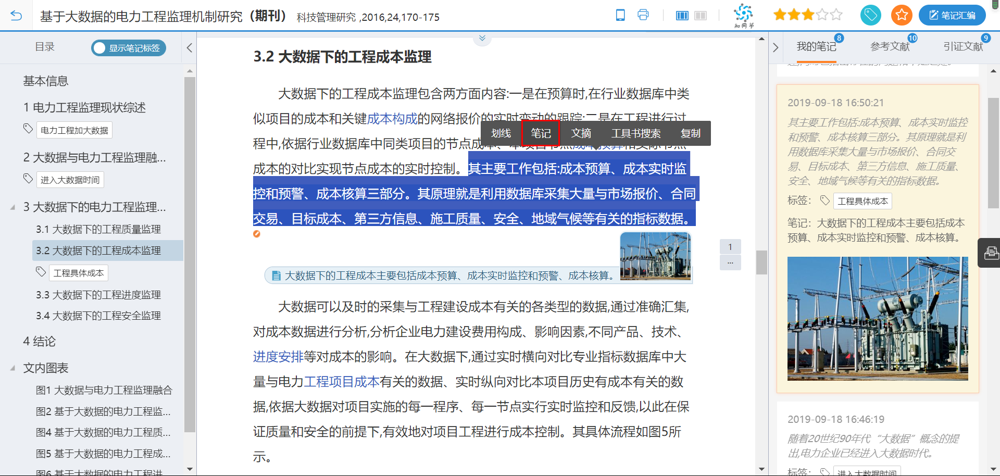 基于大数据的电力工程监理机制研究（期刊） 科技管理研究 ,2016,24,170-175
知网节
笔记汇编
目录
显示笔记标签
基本信息
1 电力工程监理现状综述
电力工程加大数据
2 大数据与电力工程监理融...
进入大数据时间
3 大数据下的电力工程监理...
3.1 大数据下的工程质量监理
3.2 大数据下的工程成本监理
工程具体成本
3.3 大数据下的工程进度监理
3.4 大数据下的工程安全监理
4 结论
文内图表
图1 大数据与电力工程监理融合
图2 基于大数据的电力工程监...
图4 基于大数据的电力工程质...
图5 基于大数据的电力工程成...
图6 基于大数据的电力工程进...
3.2 大数据下的工程成本监理
大数据下的工程成本监理包含两方面内容:一是在预算时,在行业数据库中类
似项目的成本和关键成本构成的网络报价的实时变动的跟踪;二是在工程进行过
划线 笔记 文摘 工具书搜索 复制
程中,依据行业数据库中同类项目的节点成本、本项目节点成本预算和实际节点
成本的对比实现节点成本的实时控制。其主要工作包括:成本预算、成本实时监
控和预警、成本核算三部分。其原理就是利用数据库采集大量与市场报价、合同
交易、目标成本、第三方信息、施工质量、安全、地域气候等有关的指标数据。
大数据下的工程成本主要包括成本预算、成本实时监控和预警、成本核算。
1
...
大数据可以及时的采集与工程建设成本有关的各类型的数据,通过准确汇集,
对成本数据进行分析,分析企业电力建设费用构成、影响因素,不同产品、技术、
进度安排等对成本的影响。在大数据下,通过实时横向对比专业指标数据库中大
量与电力工程项目成本有关的数据、实时纵向对比本项目历史有成本有关的数
据,依据大数据对项目实施的每一程序、每一节点实行实时监控和反馈,以此在保
证质量和安全的前提下,有效地对项目工程进行成本控制。其具体流程如图5所
示。
我的笔记 8 参考文献 10 引证文献 9
2019-09-18 16:50:21
其主要工作包括:成本预算、成本实时监控
和预警、成本核算三部分。其原理就是利
用数据库采集大量与市场报价、合同交
易、目标成本、第三方信息、施工质量、
安全、地域气候等有关的指标数据。
标签： 工程具体成本
笔记：大数据下的工程成本主要包括成本
预算、成本实时监控和预警、成本核算。
2019-09-18 16:46:19
随着20世纪90年代“大数据”概念的提
出,电力企业已经进入大数据时代。
标签： 进入大数据时间